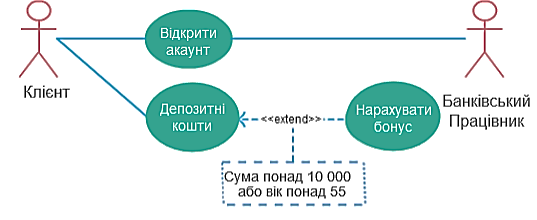 Відкрити
акаунт
Клієнт
Депозитні
кошти
<<extend>>
Нарахувати
бонус
Банківський
Працівник
Сума понад 10 000
або вік понад 55